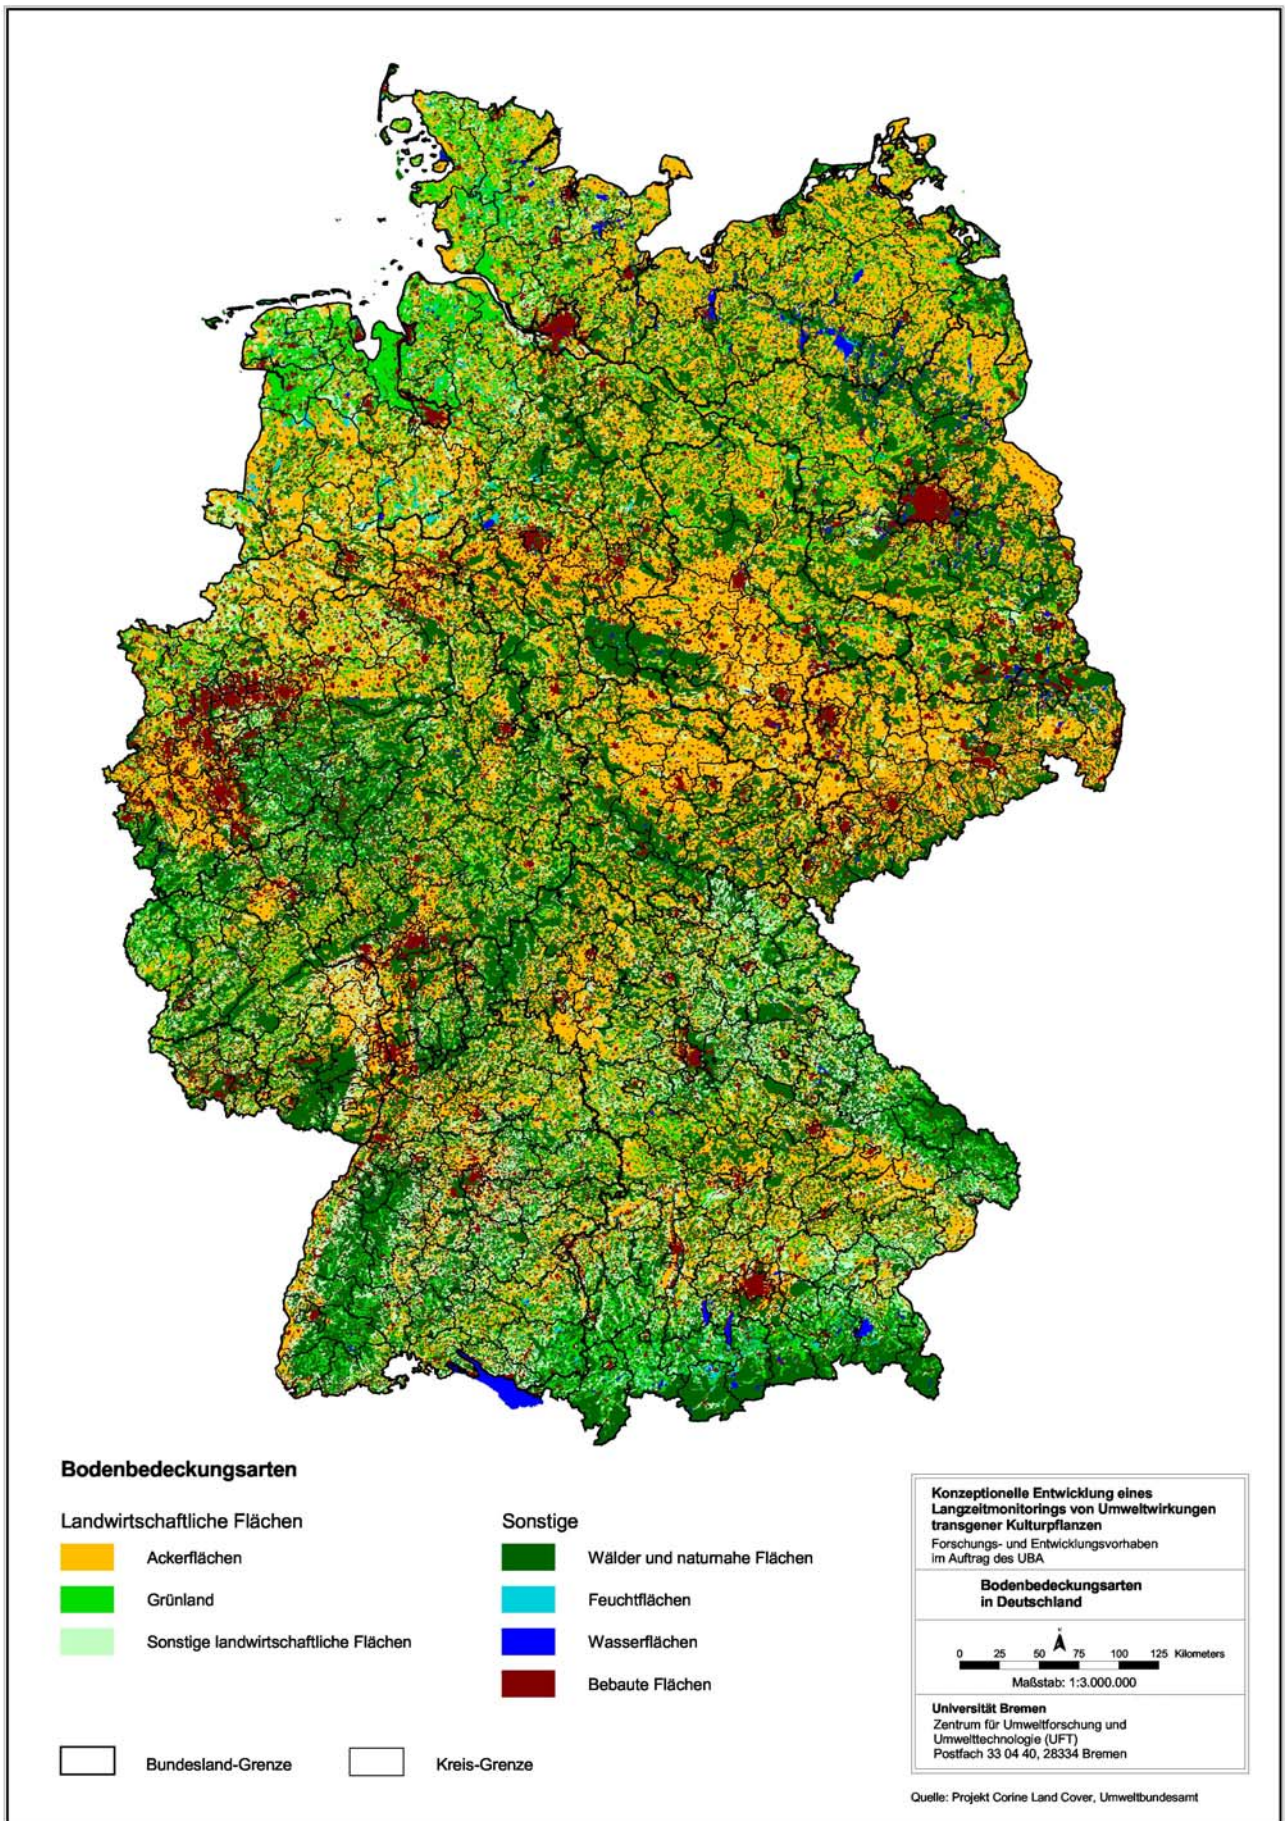 Bodenbedeckungsarten
Landwirtschaftliche Flächen
Ackerflächen
Grünland
Sonstige landwirtschaftliche Flächen
Sonstige
Wälder und naturnahe Flächen
Feuchtflächen
Wasserflächen
Bebaute Flächen
Bundesland-Grenze
Kreis-Grenze
Konzeptionelle Entwicklung eines
Langzeitmonitorings von Umweltwirkungen
transgener Kulturpflanzen
Forschungs- und Entwicklungsvorhaben
im Auftrag des UBA
Bodenbedeckungsarten
in Deutschland
N
0 25 50 75 100 125 Kilometers
Maßstab: 1:3.000.000
Universität Bremen
Zentrum für Umweltforschung und
Umwelttechnologie (UFT)
Postfach 33 04 40, 28334 Bremen
Quelle: Projekt Corine Land Cover, Umweltbundesamt